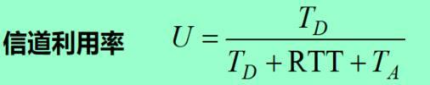 信道利用率 U = T_D / (T_D + RTT + T_A)